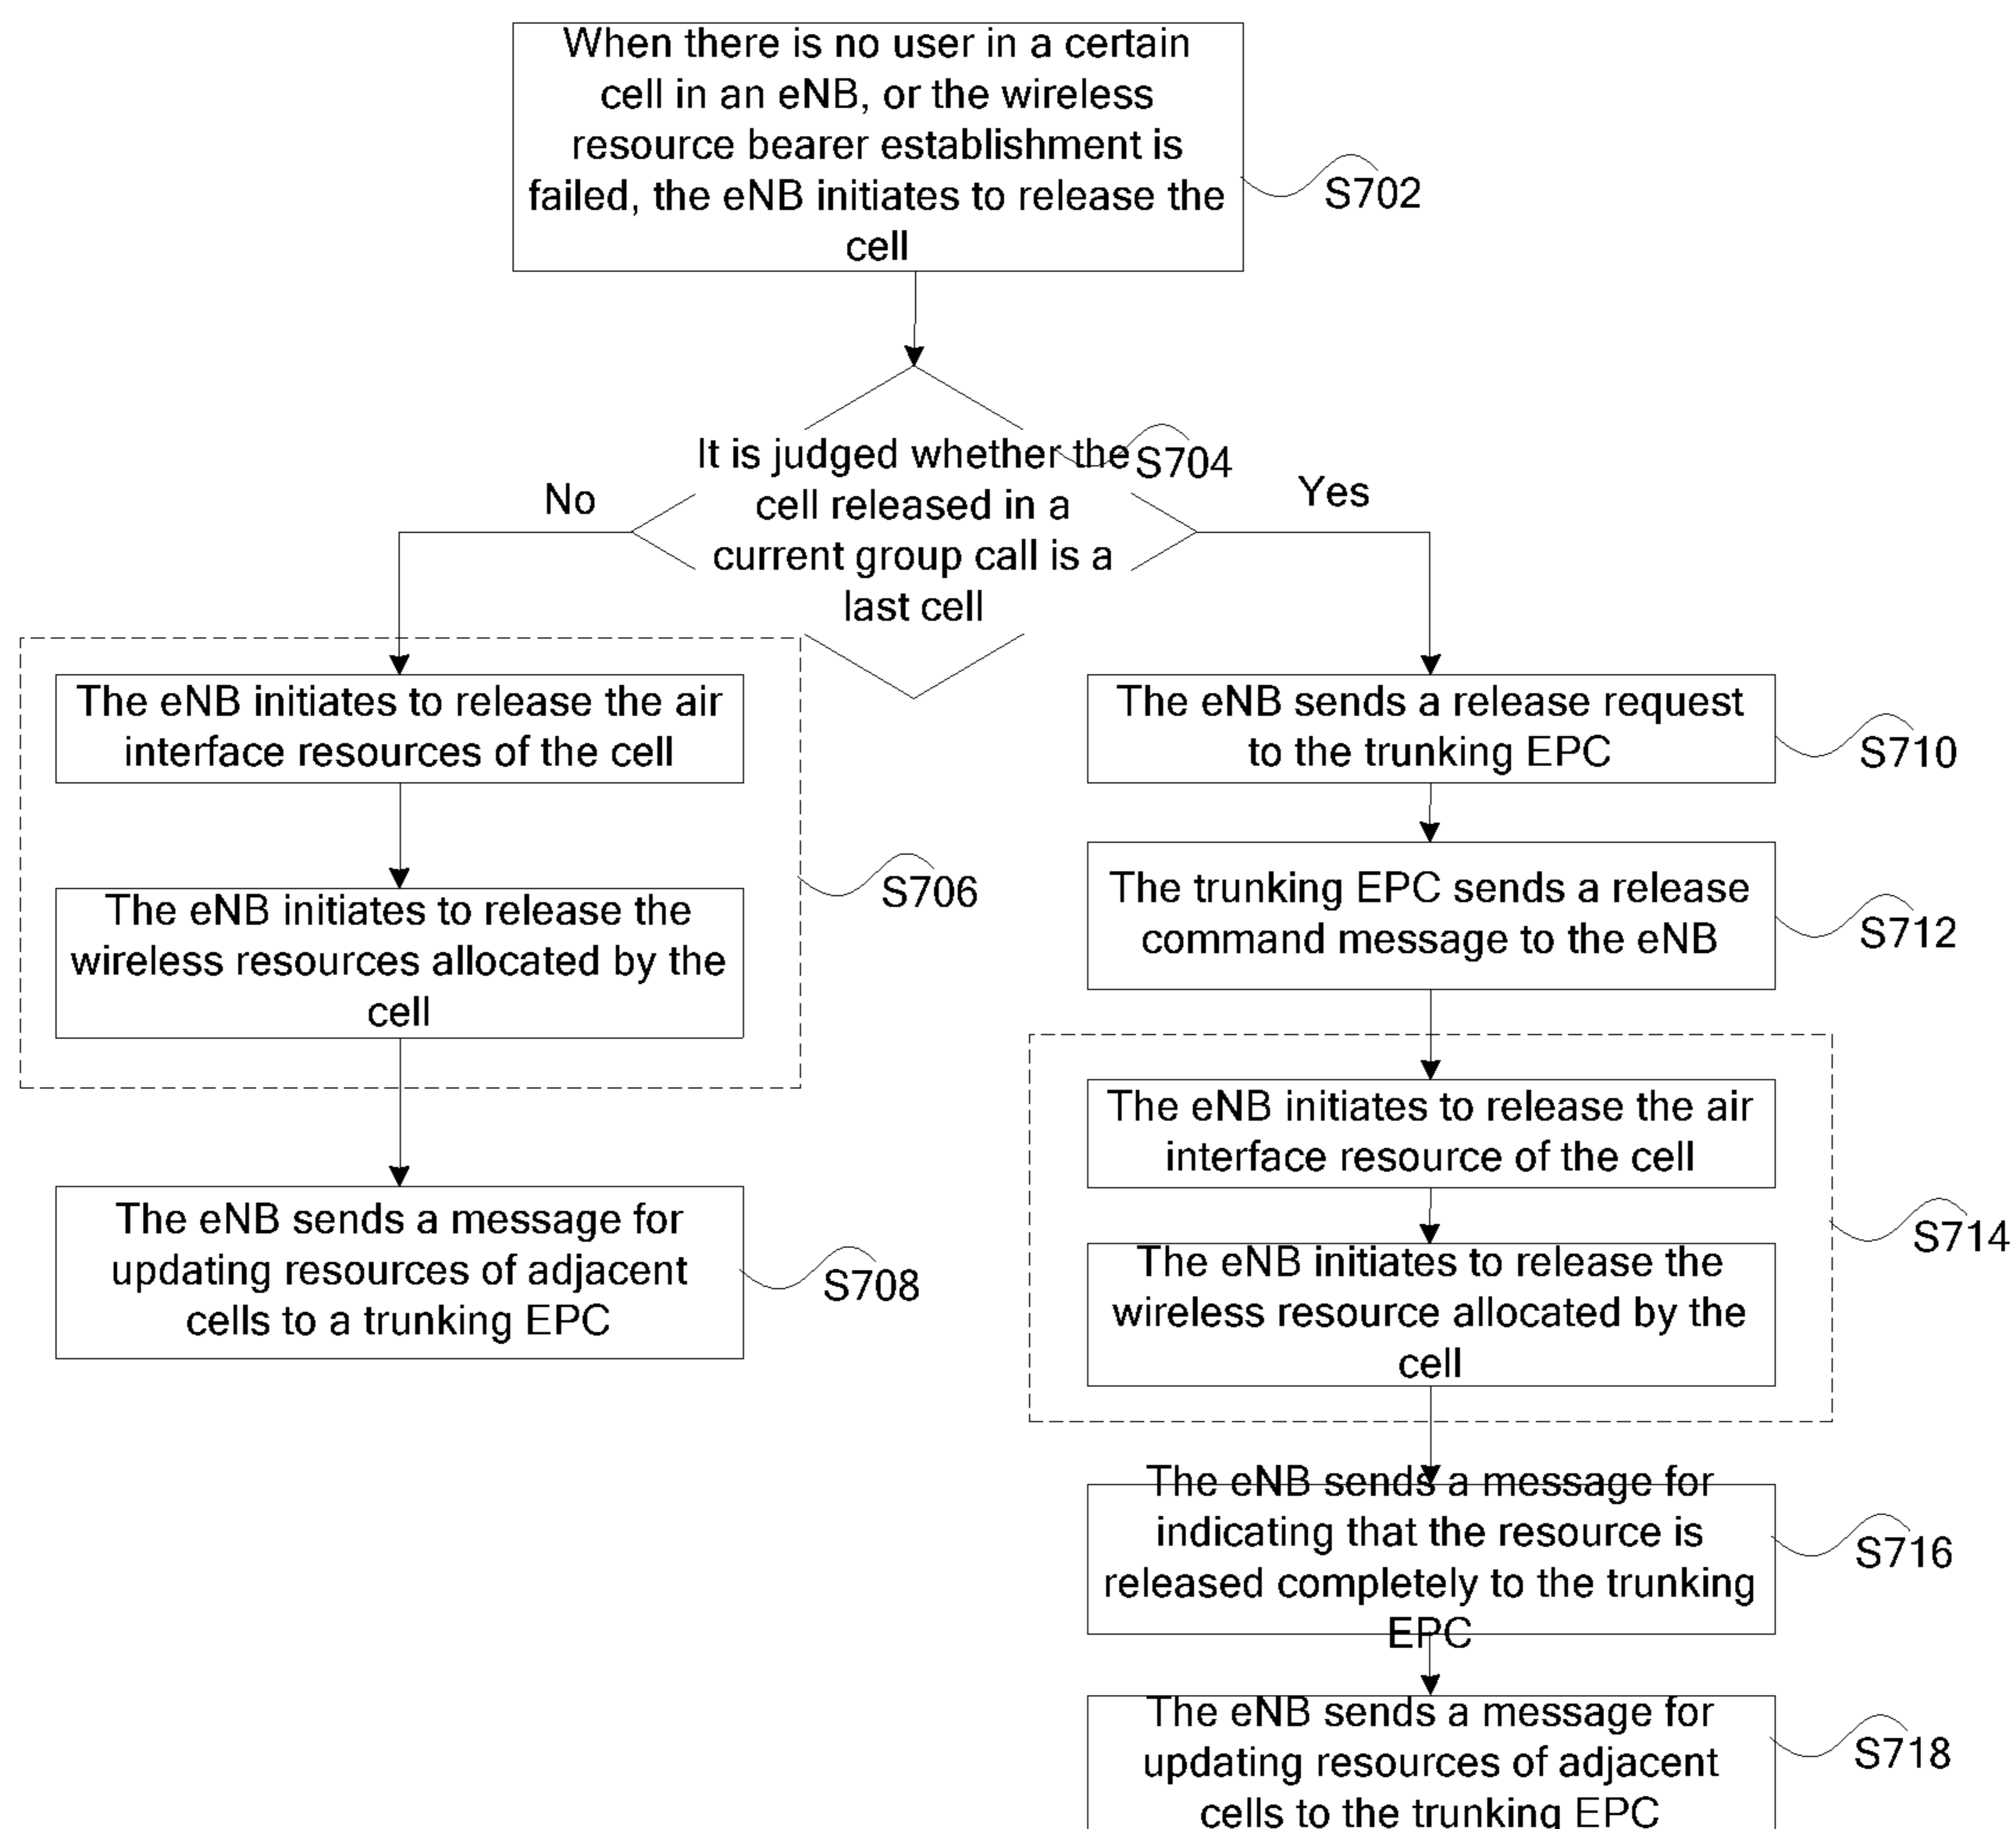 When there is no user in a certain
cell in an eNB, or the wireless
resource bearer establishment is
failed, the eNB initiates to release the
cell
S702
It is judged whether the
cell released in a
current group call is a
last cell
S704
No
Yes
The eNB initiates to release the air
interface resources of the cell
The eNB initiates to release the
wireless resources allocated by the
cell
S706
The eNB sends a message for
updating resources of adjacent
cells to a trunking EPC
S708
The eNB sends a release request
to the trunking EPC
S710
The trunking EPC sends a release
command message to the eNB
S712
The eNB initiates to release the air
interface resource of the cell
The eNB initiates to release the
wireless resource allocated by the
cell
S714
The eNB sends a message for
indicating that the resource is
released completely to the trunking
EPC
S716
The eNB sends a message for
updating resources of adjacent
cells to the trunking EPC
S718